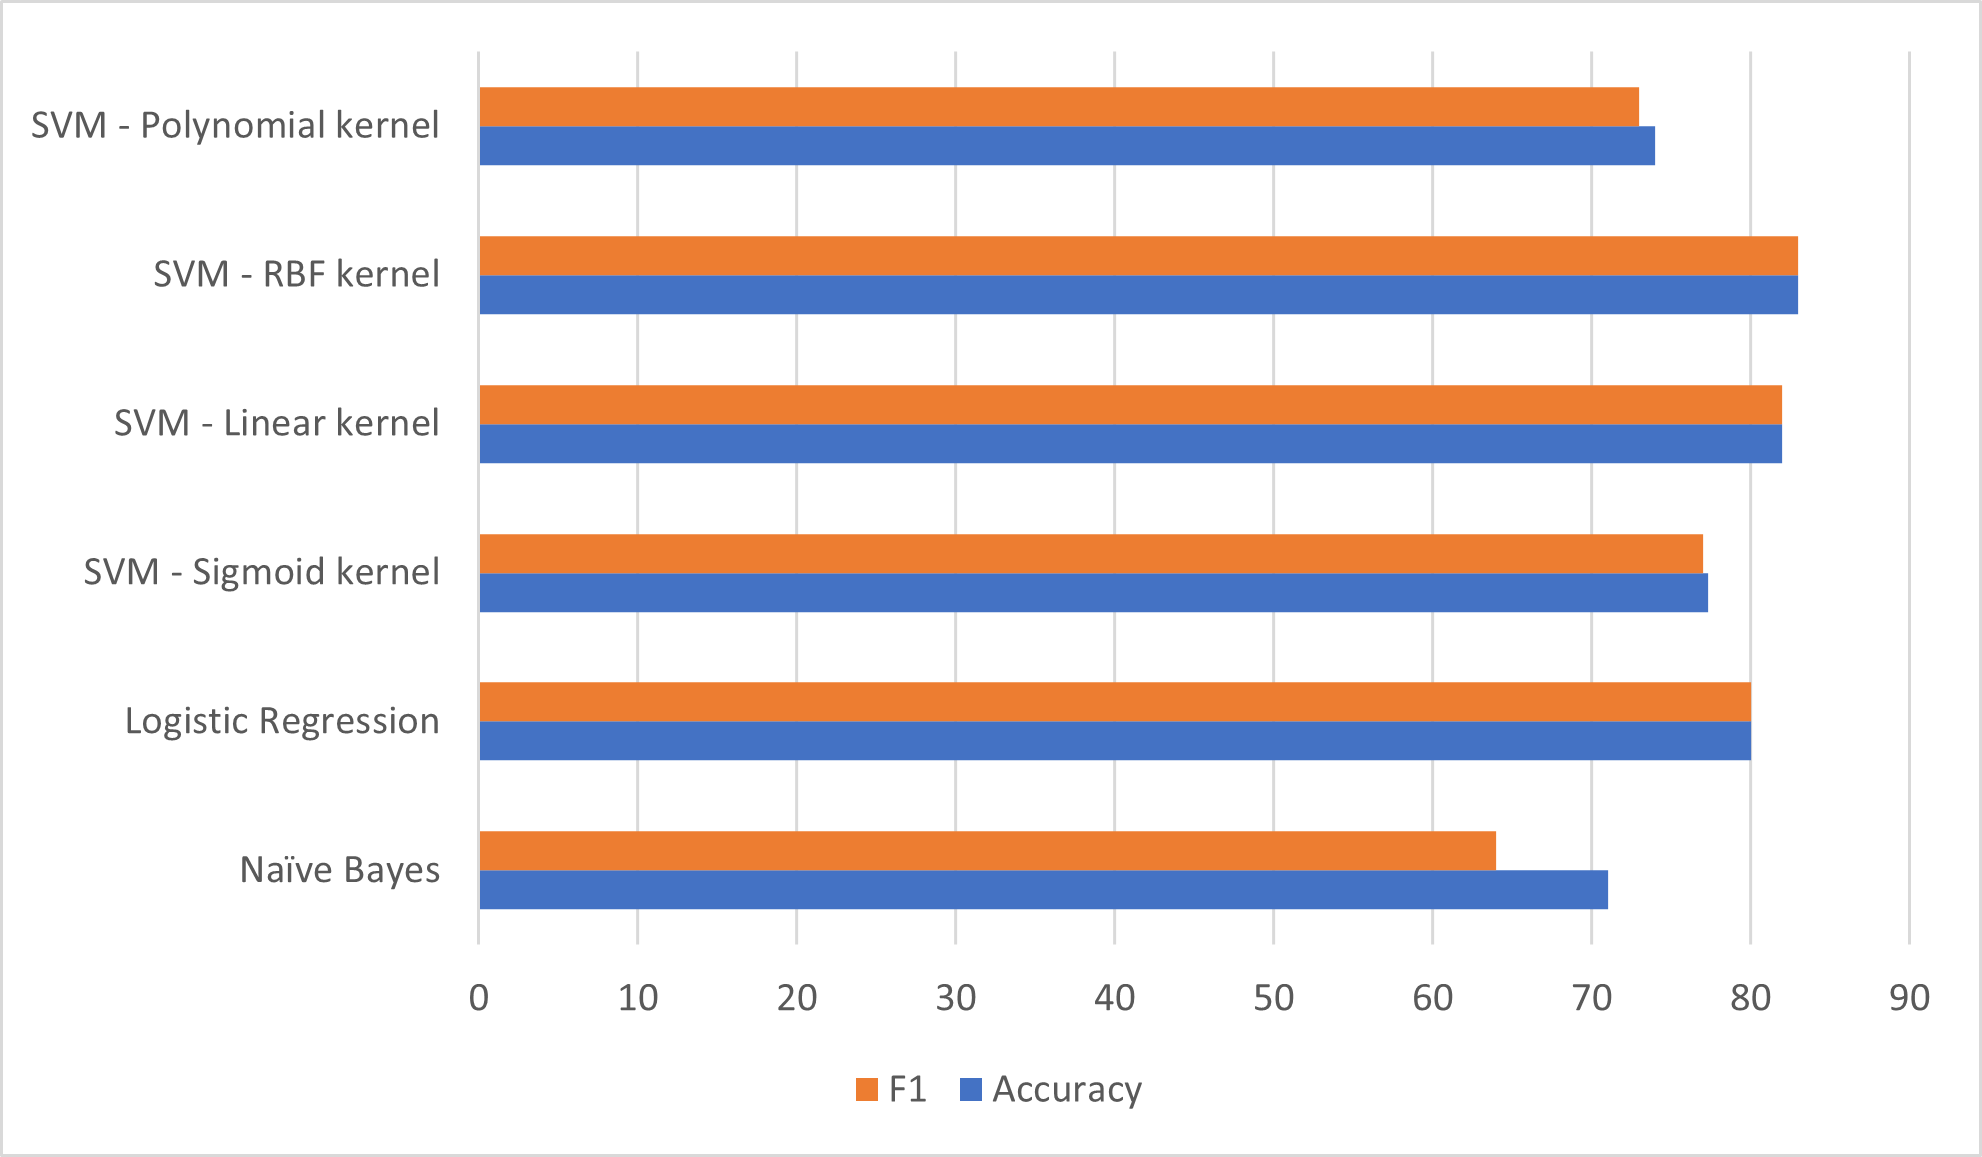 SVM - Polynomial kernel
SVM - RBF kernel
SVM - Linear kernel
SVM - Sigmoid kernel
Logistic Regression
Naïve Bayes
0 10 20 30 40 50 60 70 80 90
F1 Accuracy